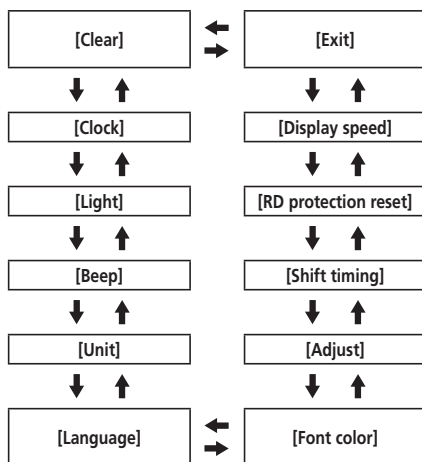 [Clear]
[Exit]
[Clock]
[Display speed]
[Light]
[RD protection reset]
[Beep]
[Shift timing]
[Unit]
[Adjust]
[Language]
[Font color]